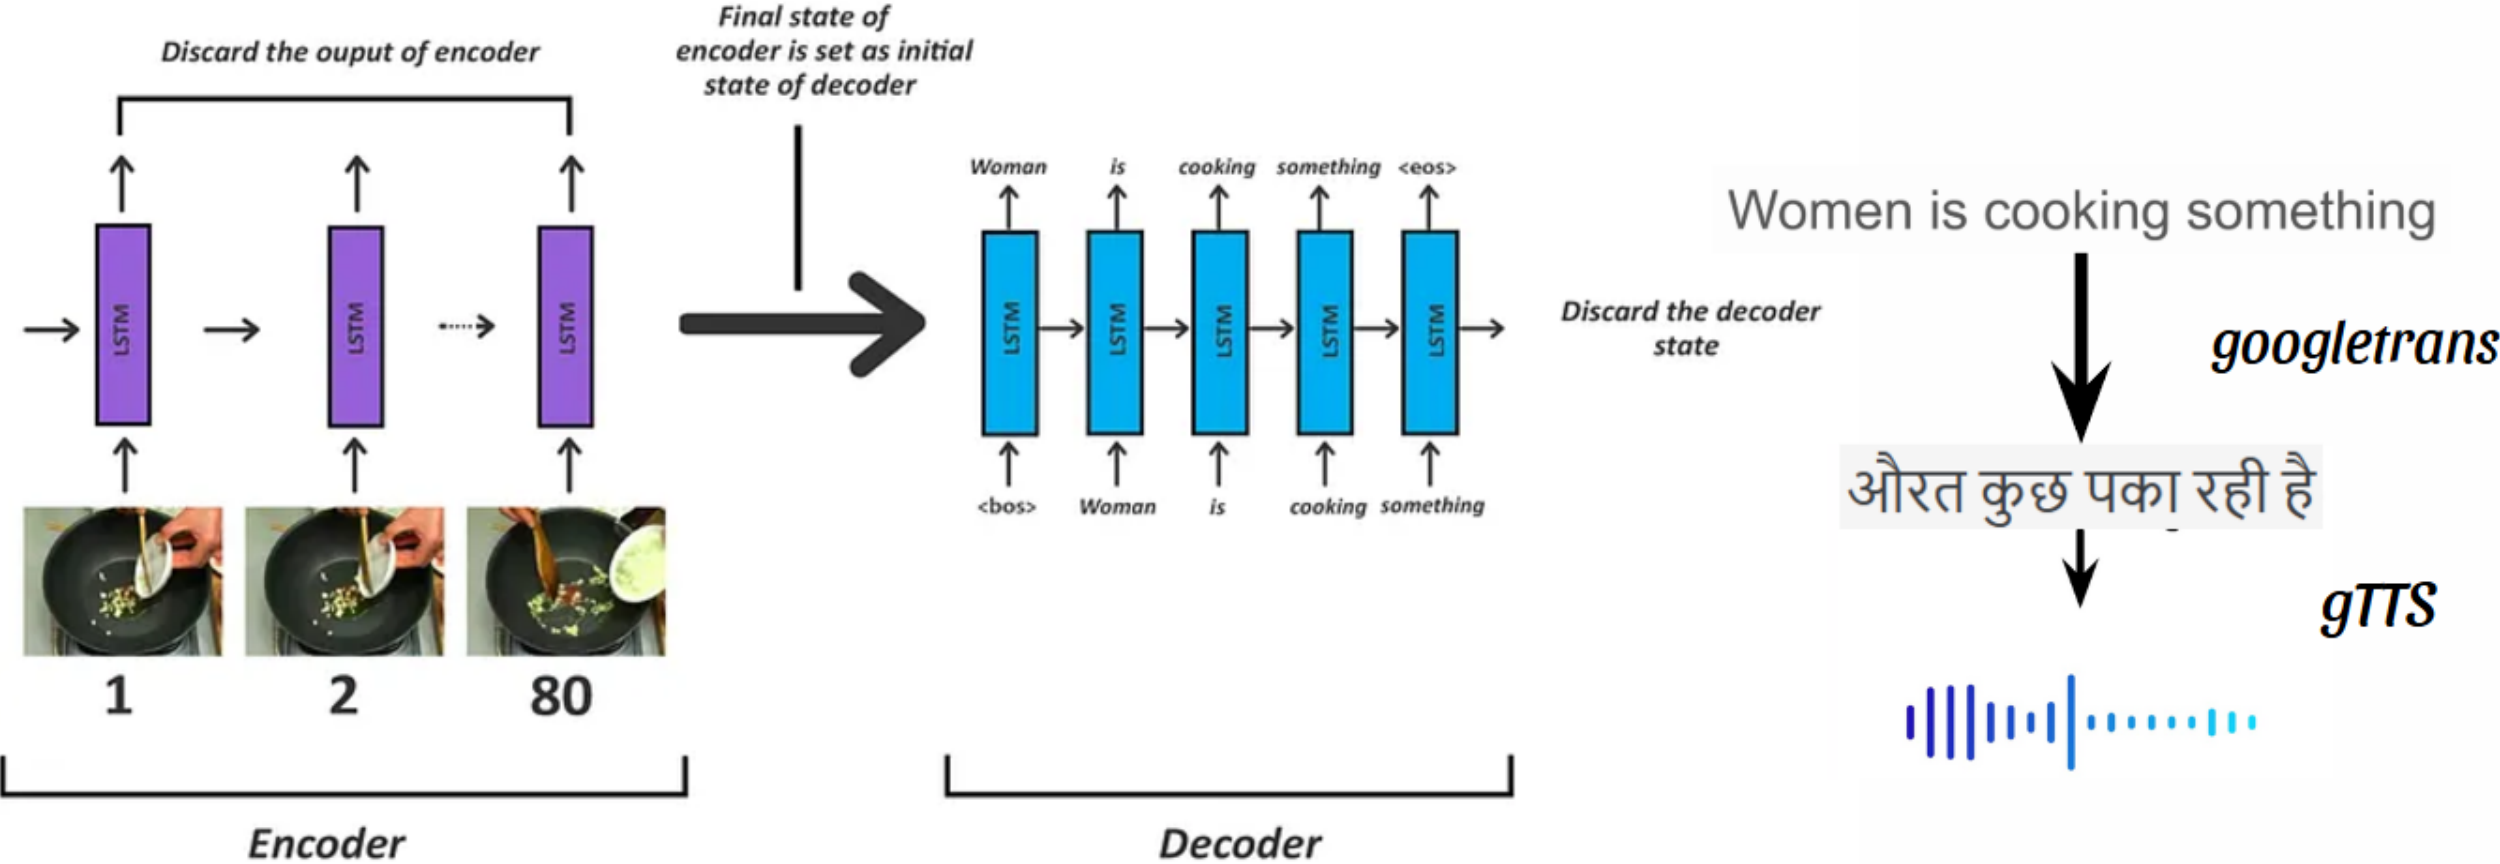 Discard the ouput of encoder
Final state of
encoder is set as initial
state of decoder
LSTM
LSTM
LSTM
1
2
80
Encoder
Woman
is
cooking
something
<eos>
LSTM
LSTM
LSTM
LSTM
LSTM
<bos>
Woman
is
cooking
something
Decoder
Discard the decoder
state
Women is cooking something
googletrans
औरत कुछ पका रही है
gTTS